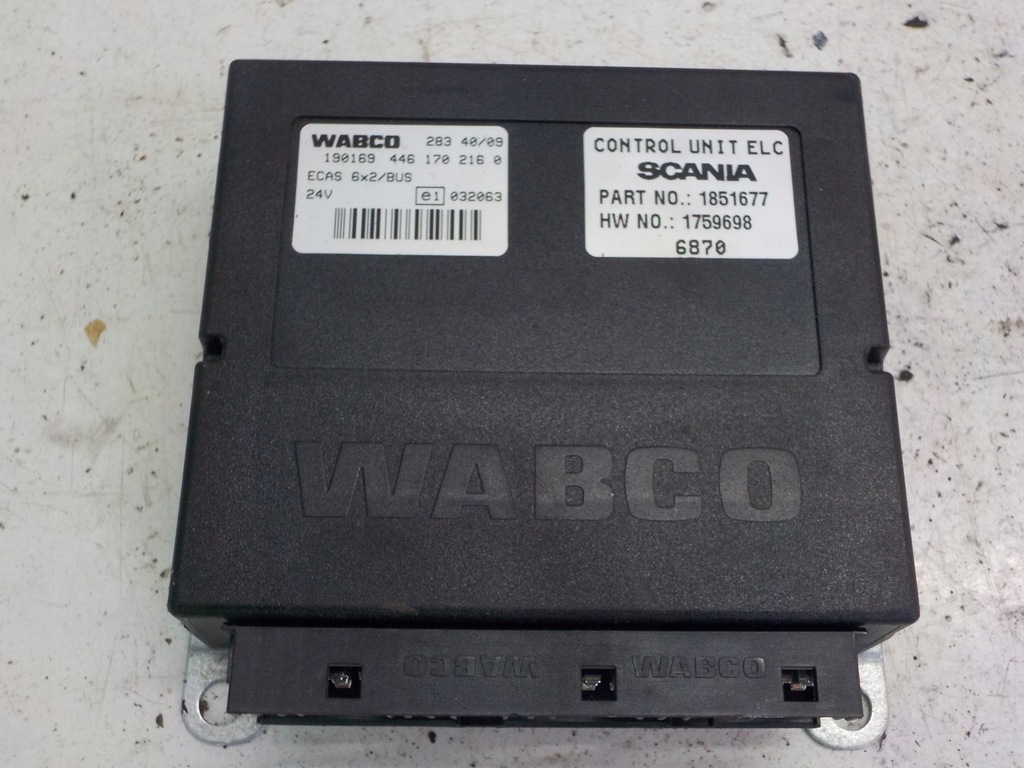 WABCO 283 40/09
190169 446 170 216 0
ECAS 6x2/BUS
24V e1 032063
CONTROL UNIT ELC
SCANIA
PART NO.: 1851677
HW NO.: 1759698
6870
WABCO
WABCO WABCO